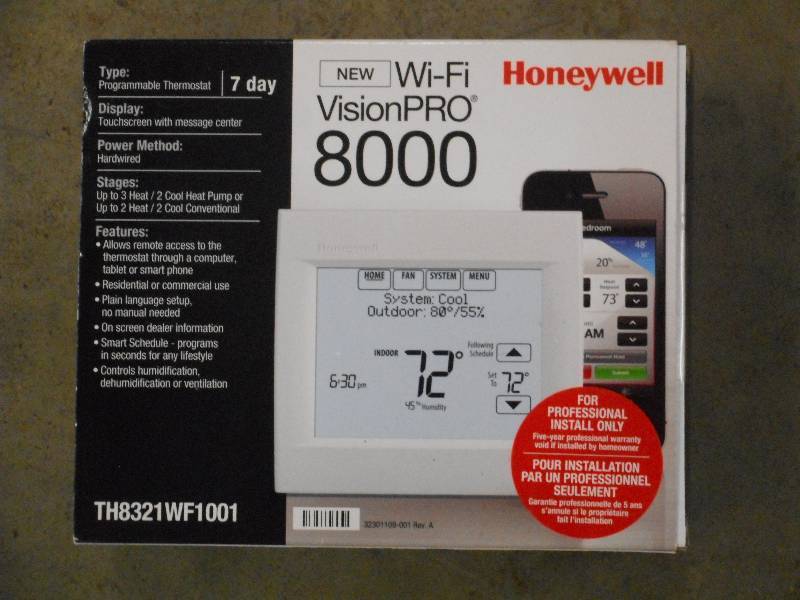 Type:
Programmable Thermostat
7 day
Display:
Touchscreen with message center
Power Method:
Hardwired
Stages:
Up to 3 Heat / 2 Cool Heat Pump or
Up to 2 Heat / 2 Cool Conventional
Features:
• Allows remote access to the
thermostat through a computer,
tablet or smart phone
• Residential or commercial use
• Plain language setup,
no manual needed
• On screen dealer information
• Smart Schedule - programs
in seconds for any lifestyle
• Controls humidification,
dehumidification or ventilation
TH8321WF1001
NEW Wi-Fi
VisionPRO®
8000
Honeywell
Honeywell
HOME FAN SYSTEM MENU
System: Cool
Outdoor: 80°/55%
INDOOR 72°
Following
Schedule
6:30 pm
Set
To 72°
45% Humidity
edroom
48°
20%
73°
AM
Submit
FOR
PROFESSIONAL
INSTALL ONLY
Five-year professional warranty
void if installed by homeowner
POUR INSTALLATION
PAR UN PROFESSIONNEL
SEULEMENT
Garantie professionnelle de 5 ans
s'annule si le propriétaire
fait l'installation
32301109-001 Rev. A